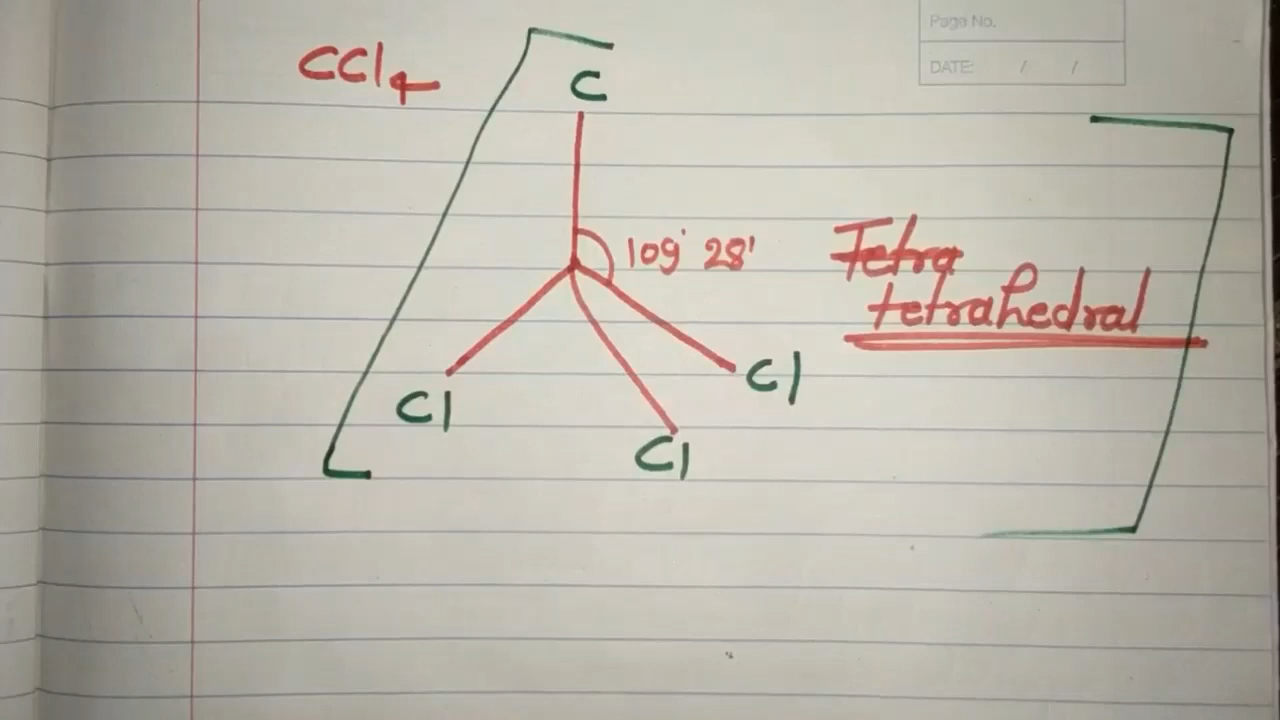 Page No.
DATE: / /
CCl4
C
109° 28'
Tetra
tetrahedral
Cl
Cl
Cl